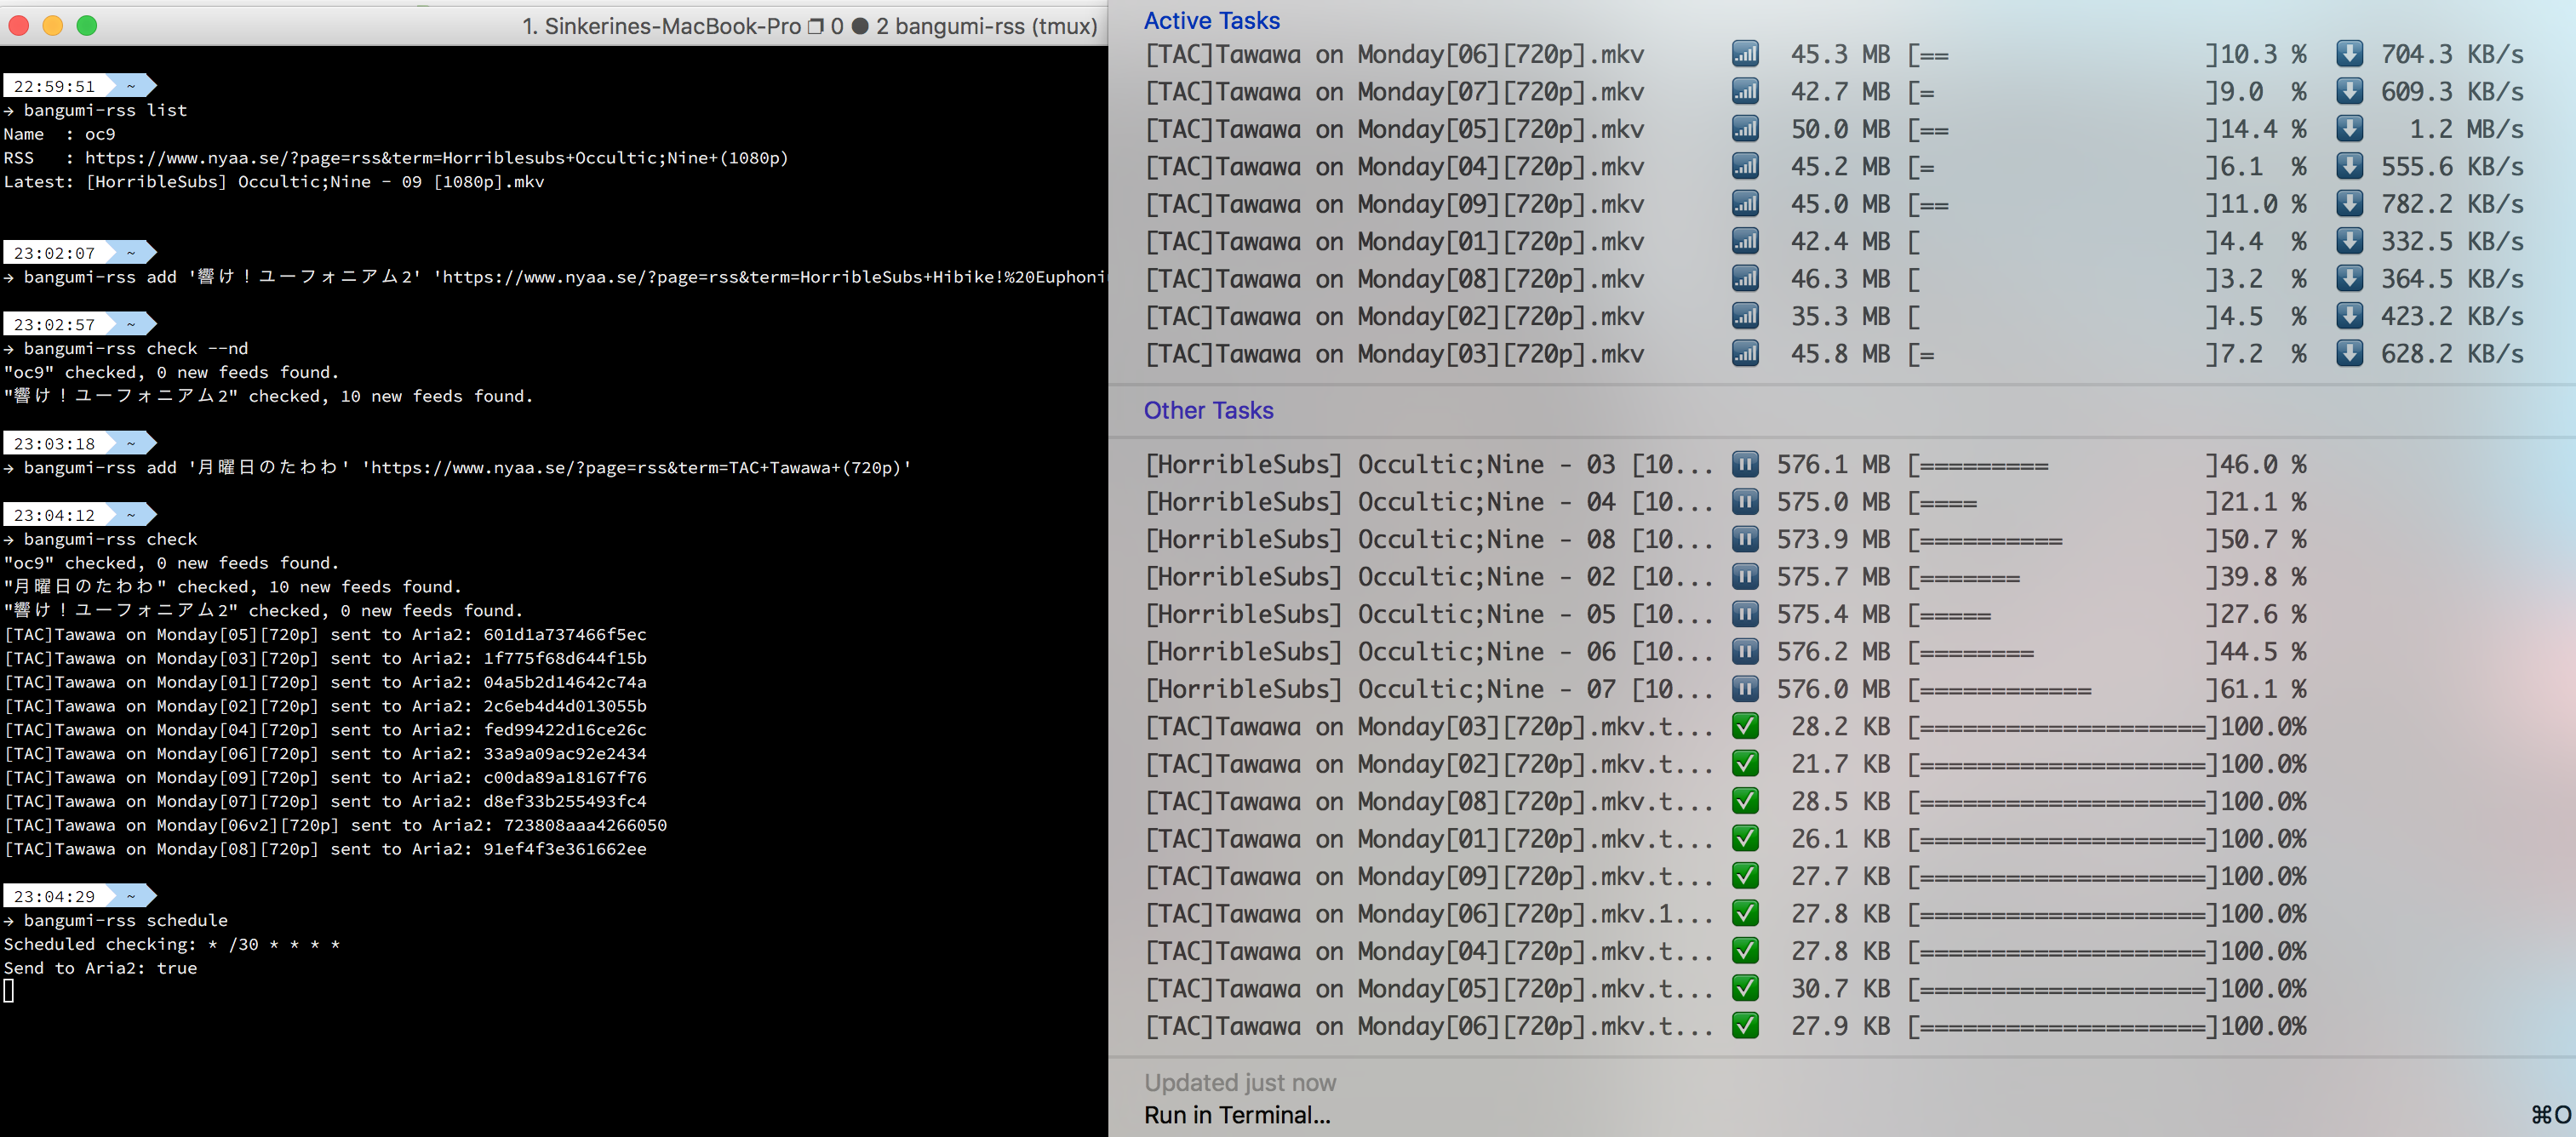 1. Sinkerines-MacBook-Pro 0 2 bangumi-rss (tmux)
22:59:51 ~
→ bangumi-rss list
Name  : oc9
RSS   : https://www.nyaa.se/?page=rss&term=Horriblesubs+Occultic;Nine+(1080p)
Latest: [HorribleSubs] Occultic;Nine - 09 [1080p].mkv
23:02:07 ~
→ bangumi-rss add '響け！ユーフォニアム2' 'https://www.nyaa.se/?page=rss&term=HorribleSubs+Hibike!%20Euphoni
23:02:57 ~
→ bangumi-rss check --nd
"oc9" checked, 0 new feeds found.
"響け！ユーフォニアム2" checked, 10 new feeds found.
23:03:18 ~
→ bangumi-rss add '月曜日のたわわ' 'https://www.nyaa.se/?page=rss&term=TAC+Tawawa+(720p)'
23:04:12 ~
→ bangumi-rss check
"oc9" checked, 0 new feeds found.
"月曜日のたわわ" checked, 10 new feeds found.
"響け！ユーフォニアム2" checked, 0 new feeds found.
[TAC]Tawawa on Monday[05][720p] sent to Aria2: 601d1a737466f5ec
[TAC]Tawawa on Monday[03][720p] sent to Aria2: 1f775f68d644f15b
[TAC]Tawawa on Monday[01][720p] sent to Aria2: 04a5b2d14642c74a
[TAC]Tawawa on Monday[02][720p] sent to Aria2: 2c6eb4d4d013055b
[TAC]Tawawa on Monday[04][720p] sent to Aria2: fed99422d16ce26c
[TAC]Tawawa on Monday[06][720p] sent to Aria2: 33a9a09ac92e2434
[TAC]Tawawa on Monday[09][720p] sent to Aria2: c00da89a18167f76
[TAC]Tawawa on Monday[07][720p] sent to Aria2: d8ef33b255493fc4
[TAC]Tawawa on Monday[06v2][720p] sent to Aria2: 723808aaa4266050
[TAC]Tawawa on Monday[08][720p] sent to Aria2: 91ef4f3e361662ee
23:04:29 ~
→ bangumi-rss schedule
Scheduled checking: * /30 * * * *
Send to Aria2: true
Active Tasks
[TAC]Tawawa on Monday[06][720p].mkv 45.3 MB [== ]10.3 % 704.3 KB/s
[TAC]Tawawa on Monday[07][720p].mkv 42.7 MB [= ]9.0 % 609.3 KB/s
[TAC]Tawawa on Monday[05][720p].mkv 50.0 MB [== ]14.4 % 1.2 MB/s
[TAC]Tawawa on Monday[04][720p].mkv 45.2 MB [= ]6.1 % 555.6 KB/s
[TAC]Tawawa on Monday[09][720p].mkv 45.0 MB [== ]11.0 % 782.2 KB/s
[TAC]Tawawa on Monday[01][720p].mkv 42.4 MB [ ]4.4 % 332.5 KB/s
[TAC]Tawawa on Monday[08][720p].mkv 46.3 MB [ ]3.2 % 364.5 KB/s
[TAC]Tawawa on Monday[02][720p].mkv 35.3 MB [ ]4.5 % 423.2 KB/s
[TAC]Tawawa on Monday[03][720p].mkv 45.8 MB [= ]7.2 % 628.2 KB/s
Other Tasks
[HorribleSubs] Occultic;Nine - 03 [10... 576.1 MB [========= ]46.0 %
[HorribleSubs] Occultic;Nine - 04 [10... 575.0 MB [==== ]21.1 %
[HorribleSubs] Occultic;Nine - 08 [10... 573.9 MB [========== ]50.7 %
[HorribleSubs] Occultic;Nine - 02 [10... 575.7 MB [======= ]39.8 %
[HorribleSubs] Occultic;Nine - 05 [10... 575.4 MB [===== ]27.6 %
[HorribleSubs] Occultic;Nine - 06 [10... 576.2 MB [======== ]44.5 %
[HorribleSubs] Occultic;Nine - 07 [10... 576.0 MB [============ ]61.1 %
[TAC]Tawawa on Monday[03][720p].mkv.t... 28.2 KB [====================]100.0%
[TAC]Tawawa on Monday[02][720p].mkv.t... 21.7 KB [====================]100.0%
[TAC]Tawawa on Monday[08][720p].mkv.t... 28.5 KB [====================]100.0%
[TAC]Tawawa on Monday[01][720p].mkv.t... 26.1 KB [====================]100.0%
[TAC]Tawawa on Monday[09][720p].mkv.t... 27.7 KB [====================]100.0%
[TAC]Tawawa on Monday[06][720p].mkv.1... 27.8 KB [====================]100.0%
[TAC]Tawawa on Monday[04][720p].mkv.t... 27.8 KB [====================]100.0%
[TAC]Tawawa on Monday[05][720p].mkv.t... 30.7 KB [====================]100.0%
[TAC]Tawawa on Monday[06][720p].mkv.t... 27.9 KB [====================]100.0%
Updated just now
Run in Terminal... ⌘O